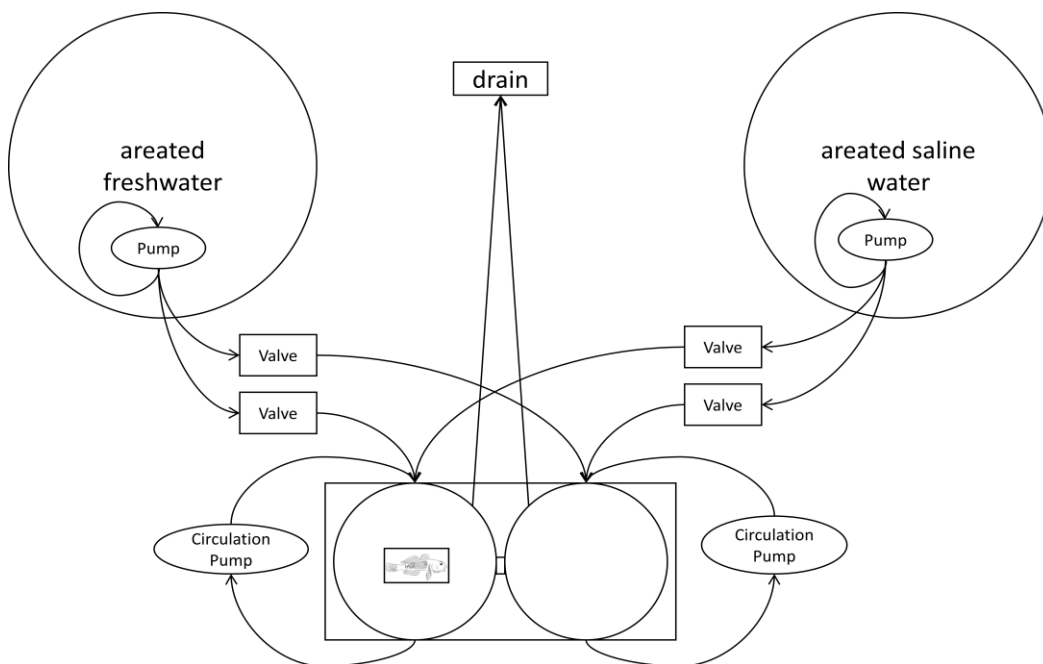 drain
areated
freshwater
areated saline
water
Pump
Pump
Valve
Valve
Valve
Valve
Circulation
Pump
Circulation
Pump